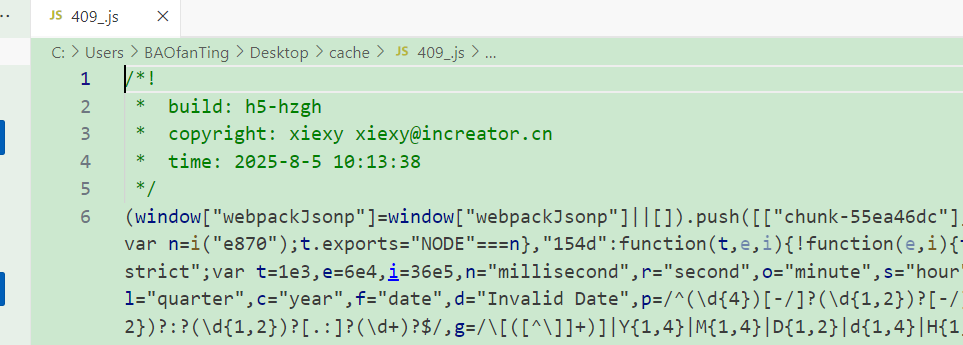 JS 409_.js ×
C: > Users > BAOfanTing > Desktop > cache > JS 409_.js > ...
1 /*!
2 *  build: h5-hzgh
3 *  copyright: xiexy xiexy@increator.cn
4 *  time: 2025-8-5 10:13:38
5 */
6 (window["webpackJsonp"]=window["webpackJsonp"]||[]).push([["chunk-55ea46dc"],
var n=i("e870");t.exports="NODE"===n},"154d":function(t,e,i){!function(e,i){
strict";var t=1e3,e=6e4,i=36e5,n="millisecond",r="second",o="minute",s="hour"
l="quarter",c="year",f="date",d="Invalid Date",p=/^(\d{4})[-/]?(\d{1,2})?[-/]
2})?:?(\d{1,2})?[.:]?(\d+)?$/,g=/\[([^\]]+)]|Y{1,4}|M{1,4}|D{1,2}|d{1,4}|H{1,